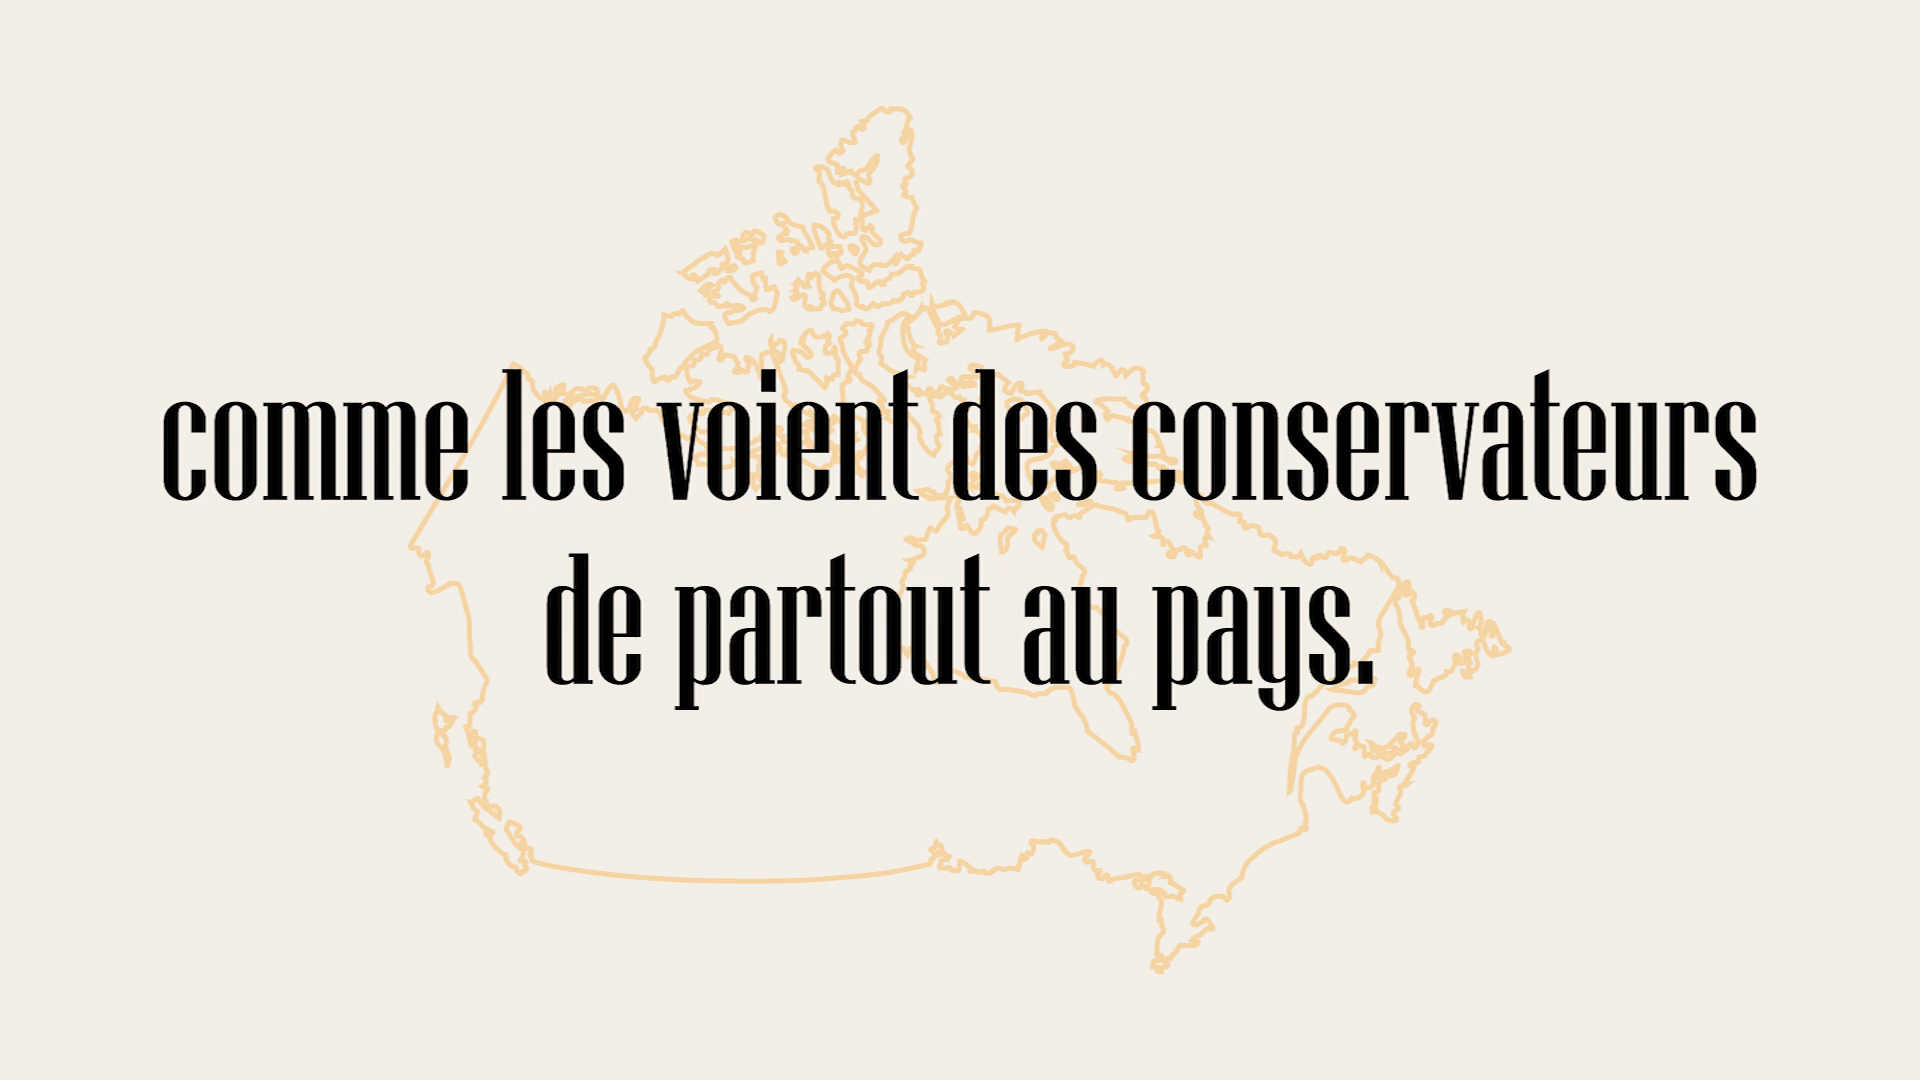 comme les voient des conservateurs
de partout au pays.